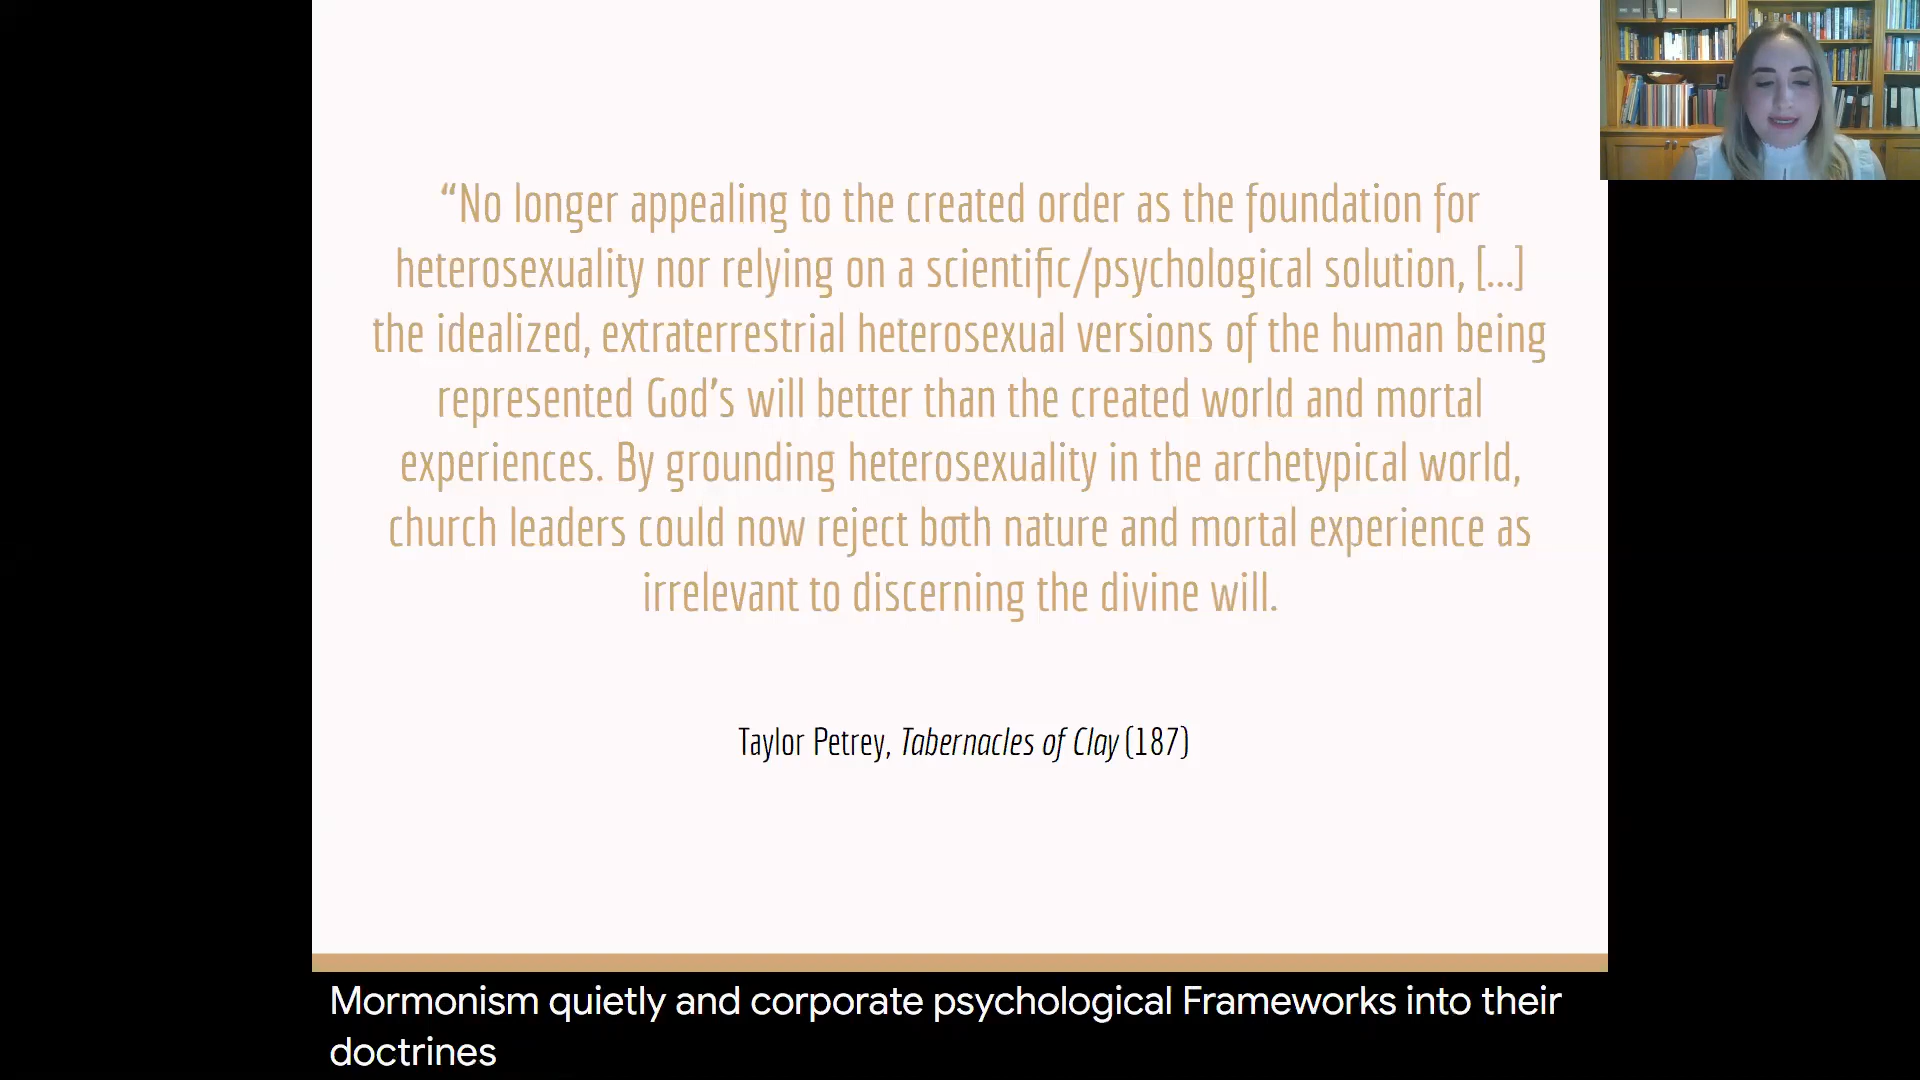 “No longer appealing to the created order as the foundation for
heterosexuality nor relying on a scientific/psychological solution, [...]
the idealized, extraterrestrial heterosexual versions of the human being
represented God’s will better than the created world and mortal
experiences. By grounding heterosexuality in the archetypical world,
church leaders could now reject both nature and mortal experience as
irrelevant to discerning the divine will.
Taylor Petrey, Tabernacles of Clay (187)
Mormonism quietly and corporate psychological Frameworks into their
doctrines